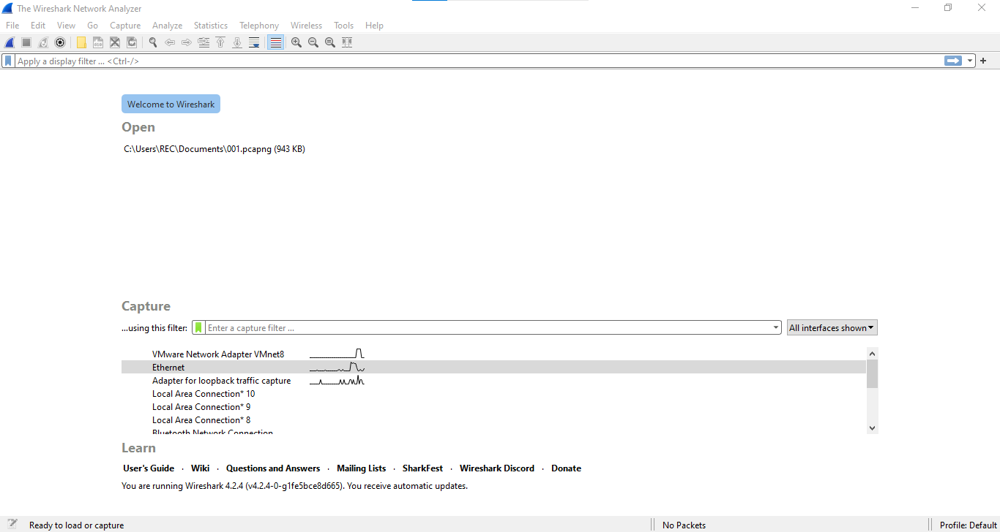 The Wireshark Network Analyzer
File Edit View Go Capture Analyze Statistics Telephony Wireless Tools Help
Apply a display filter ... <Ctrl-/>
Welcome to Wireshark
Open
C:\Users\REC\Documents\001.pcapng (943 KB)
Capture
...using this filter: Enter a capture filter ... All interfaces shown
VMware Network Adapter VMnet8
Ethernet
Adapter for loopback traffic capture
Local Area Connection* 10
Local Area Connection* 9
Local Area Connection* 8
Bluetooth Network Connection
Learn
User's Guide · Wiki · Questions and Answers · Mailing Lists · SharkFest · Wireshark Discord · Donate
You are running Wireshark 4.2.4 (v4.2.4-0-g1fe5bce8d665). You receive automatic updates.
Ready to load or capture No Packets Profile: Default